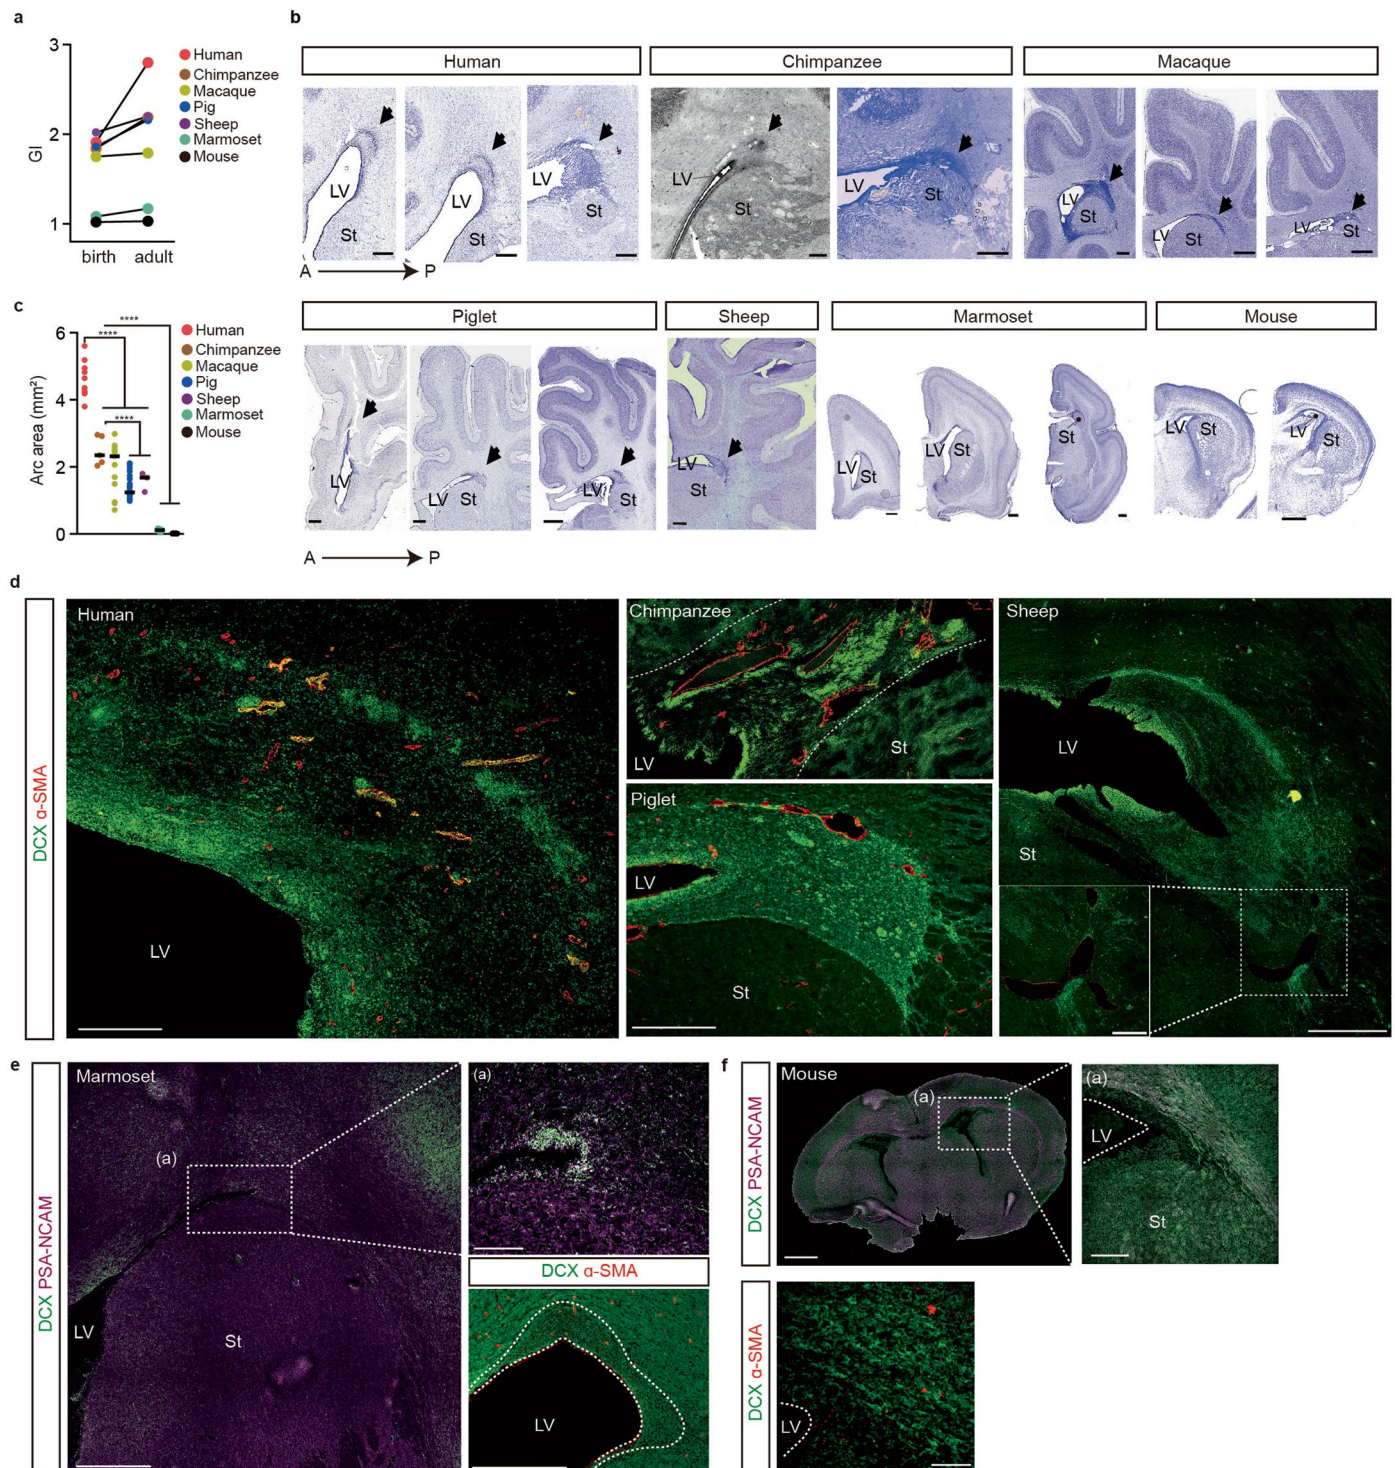 a
3
2
1
GI
birth adult
Human
Chimpanzee
Macaque
Pig
Sheep
Marmoset
Mouse
b
Human
Chimpanzee
Macaque
LV
St
LV
St
LV
St
LV
St
LV
St
LV
St
LV
St
LV
St
A P
c
6
4
2
0
Arc area (mm²)
****
****
****
Human
Chimpanzee
Macaque
Pig
Sheep
Marmoset
Mouse
Piglet
Sheep
Marmoset
Mouse
LV
LV
St
LV
St
LV
St
LV
St
LV
St
St
LV
St
LV
St
A P
d
DCX α-SMA
Human
LV
Chimpanzee
LV
St
Piglet
LV
St
Sheep
LV
St
e
DCX PSA-NCAM
Marmoset
(a)
LV
St
(a)
DCX α-SMA
LV
f
DCX PSA-NCAM
Mouse
(a)
(a)
LV
St
DCX α-SMA
LV